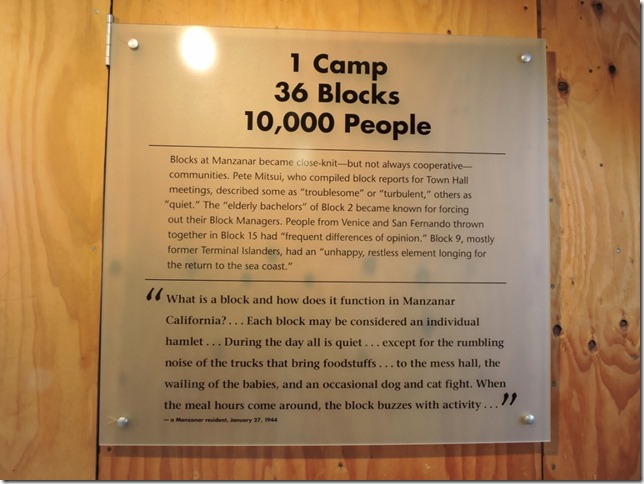 1 Camp
36 Blocks
10,000 People
Blocks at Manzanar became close-knit—but not always cooperative—
communities. Pete Mitsui, who compiled block reports for Town Hall
meetings, described some as “troublesome” or “turbulent,” others as
“quiet.” The “elderly bachelors” of Block 2 became known for forcing
out their Block Managers. People from Venice and San Fernando thrown
together in Block 15 had “frequent differences of opinion.” Block 9, mostly
former Terminal Islanders, had an “unhappy, restless element longing for
the return to the sea coast.”
“What is a block and how does it function in Manzanar
California? . . . Each block may be considered an individual
hamlet . . . During the day all is quiet . . . except for the rumbling
noise of the trucks that bring foodstuffs . . . to the mess hall, the
wailing of the babies, and an occasional dog and cat fight. When
the meal hours come around, the block buzzes with activity . . .”
— a Manzanar resident, January 27, 1944